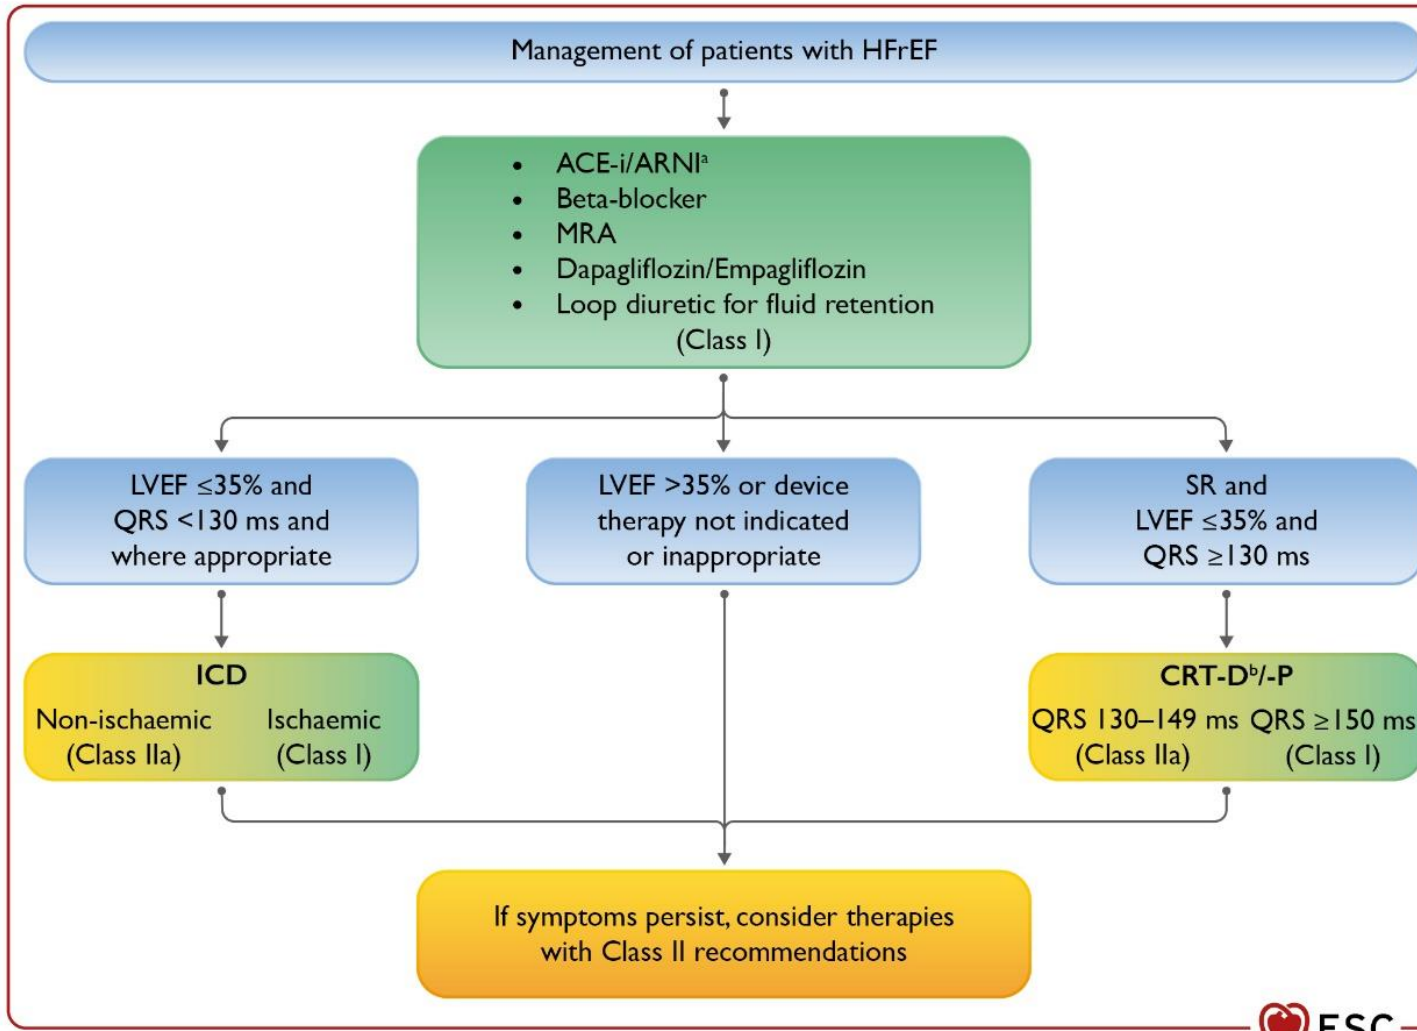 Management of patients with HFrEF
• ACE-i/ARNIᵃ
• Beta-blocker
• MRA
• Dapagliflozin/Empagliflozin
• Loop diuretic for fluid retention
(Class I)
LVEF ≤35% and
QRS <130 ms and
where appropriate
LVEF >35% or device
therapy not indicated
or inappropriate
SR and
LVEF ≤35% and
QRS ≥130 ms
ICD
Non-ischaemic
(Class IIa)
Ischaemic
(Class I)
CRT-Dᵇ/-P
QRS 130–149 ms
(Class IIa)
QRS ≥150 ms
(Class I)
If symptoms persist, consider therapies
with Class II recommendations
ESC